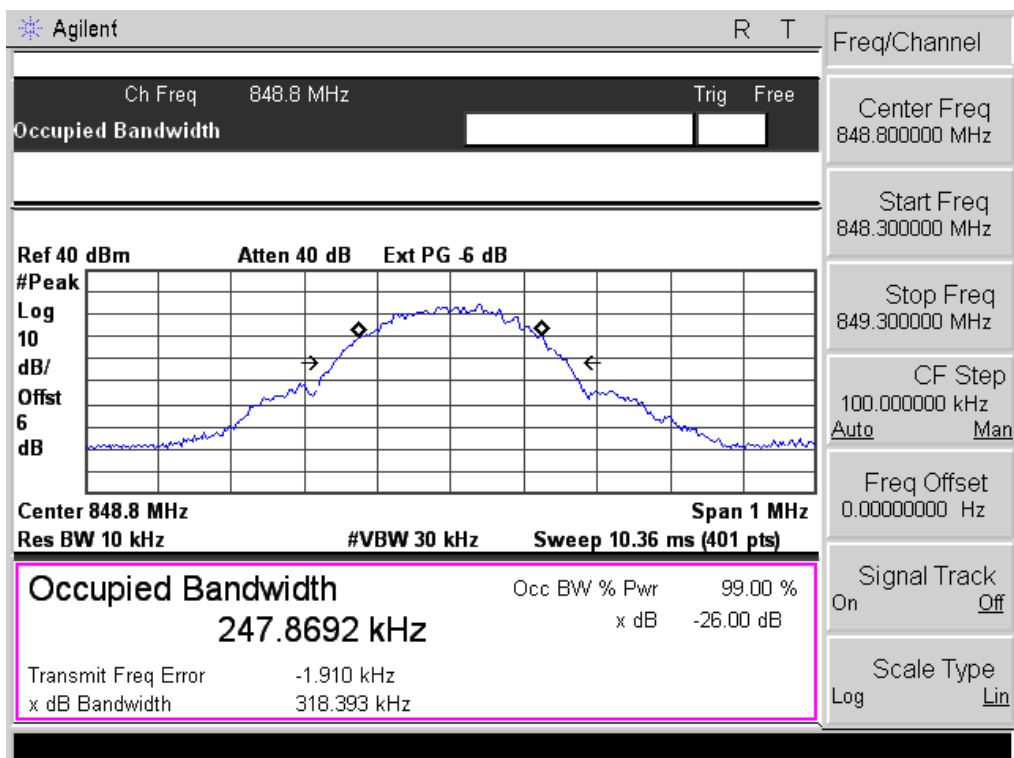 Agilent R T
Ch Freq 848.8 MHz Trig Free
Occupied Bandwidth
Ref 40 dBm Atten 40 dB Ext PG -6 dB
#Peak
Log
10
dB/
Offst
6
dB
Center 848.8 MHz Span 1 MHz
Res BW 10 kHz #VBW 30 kHz Sweep 10.36 ms (401 pts)
Occupied Bandwidth Occ BW % Pwr 99.00 %
247.8692 kHz x dB -26.00 dB
Transmit Freq Error -1.910 kHz
x dB Bandwidth 318.393 kHz
Freq/Channel
Center Freq
848.800000 MHz
Start Freq
848.300000 MHz
Stop Freq
849.300000 MHz
CF Step
100.000000 kHz
Auto Man
Freq Offset
0.00000000 Hz
Signal Track
On Off
Scale Type
Log Lin